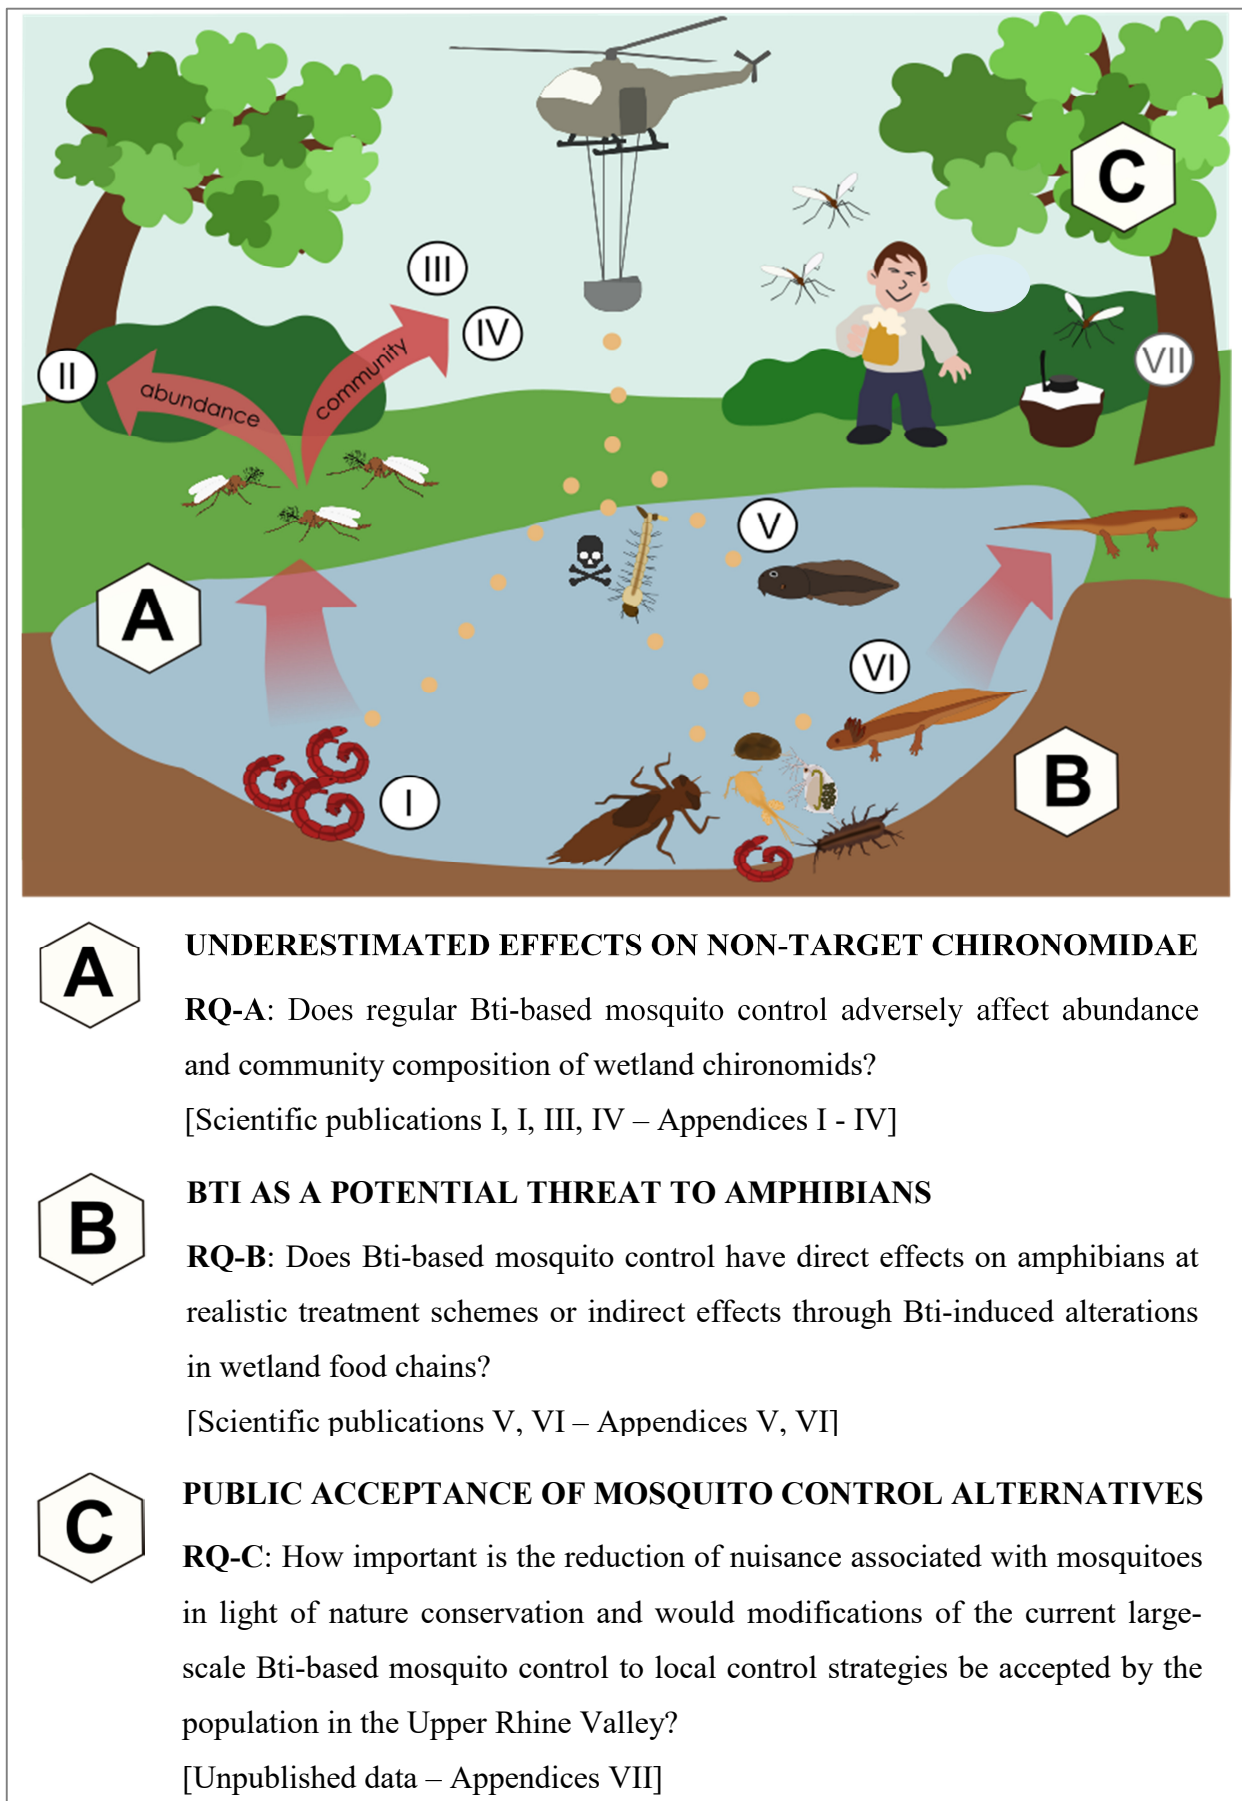 C
III
IV
II
abundance
community
VII
V
A
VI
I
B
A
UNDERESTIMATED EFFECTS ON NON-TARGET CHIRONOMIDAE
RQ-A: Does regular Bti-based mosquito control adversely affect abundance
and community composition of wetland chironomids?
[Scientific publications I, I, III, IV – Appendices I - IV]
B
BTI AS A POTENTIAL THREAT TO AMPHIBIANS
RQ-B: Does Bti-based mosquito control have direct effects on amphibians at
realistic treatment schemes or indirect effects through Bti-induced alterations
in wetland food chains?
[Scientific publications V, VI – Appendices V, VI]
C
PUBLIC ACCEPTANCE OF MOSQUITO CONTROL ALTERNATIVES
RQ-C: How important is the reduction of nuisance associated with mosquitoes
in light of nature conservation and would modifications of the current large-
scale Bti-based mosquito control to local control strategies be accepted by the
population in the Upper Rhine Valley?
[Unpublished data – Appendices VII]